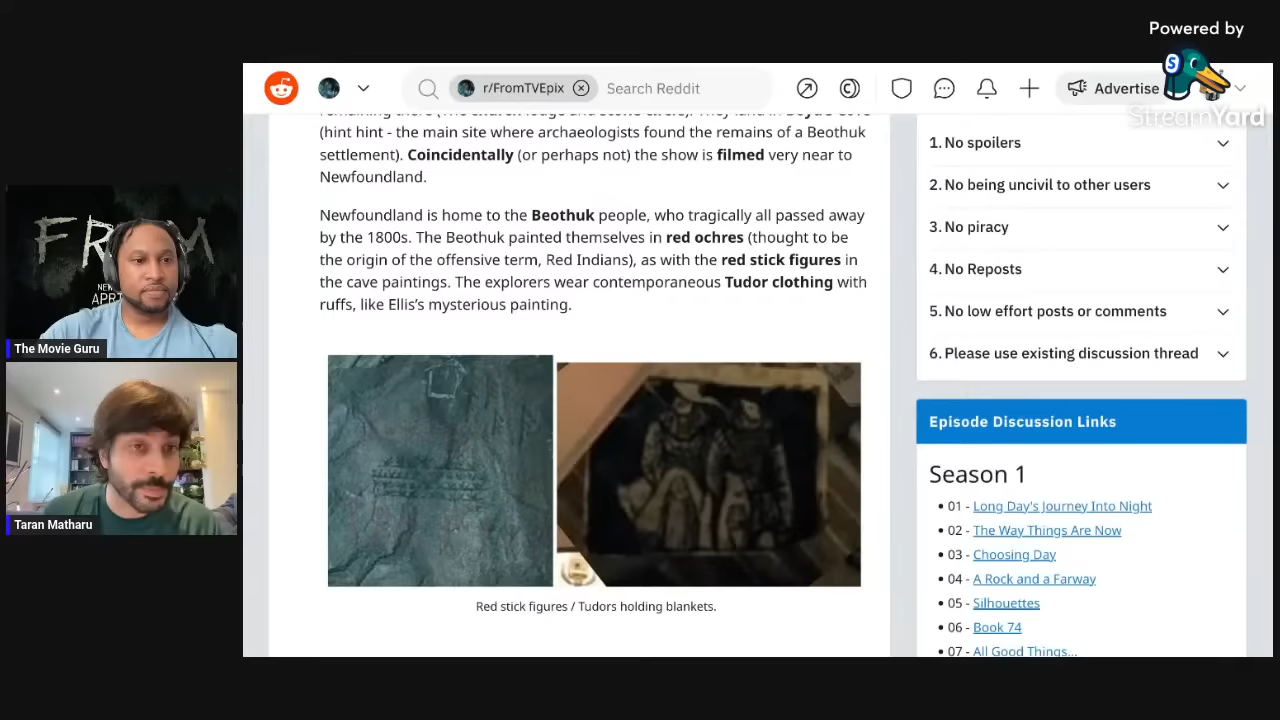 Powered by
StreamYard
r/FromTVEpix
Search Reddit
Advertise
(hint hint - the main site where archaeologists found the remains of a Beothuk
settlement). Coincidentally (or perhaps not) the show is filmed very near to
Newfoundland.
Newfoundland is home to the Beothuk people, who tragically all passed away
by the 1800s. The Beothuk painted themselves in red ochres (thought to be
the origin of the offensive term, Red Indians), as with the red stick figures in
the cave paintings. The explorers wear contemporaneous Tudor clothing with
ruffs, like Ellis’s mysterious painting.
Red stick figures / Tudors holding blankets.
1. No spoilers
2. No being uncivil to other users
3. No piracy
4. No Reposts
5. No low effort posts or comments
6. Please use existing discussion thread
Episode Discussion Links
Season 1
• 01 - Long Day's Journey Into Night
• 02 - The Way Things Are Now
• 03 - Choosing Day
• 04 - A Rock and a Farway
• 05 - Silhouettes
• 06 - Book 74
• 07 - All Good Things...
FROM
The Movie Guru
Taran Matharu